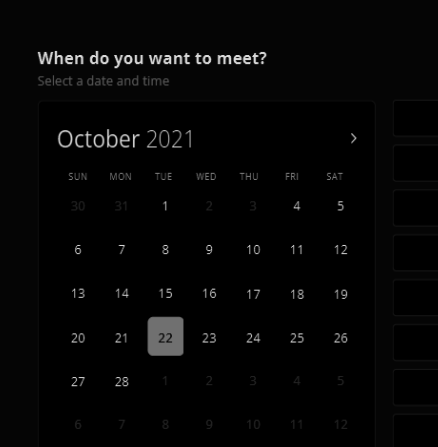 When do you want to meet?
Select a date and time
October 2021
SUN MON TUE WED THU FRI SAT
30 31 1 2 3 4 5
6 7 8 9 10 11 12
13 14 15 16 17 18 19
20 21 22 23 24 25 26
27 28 1 2 3 4 5
6 7 8 9 10 11 12